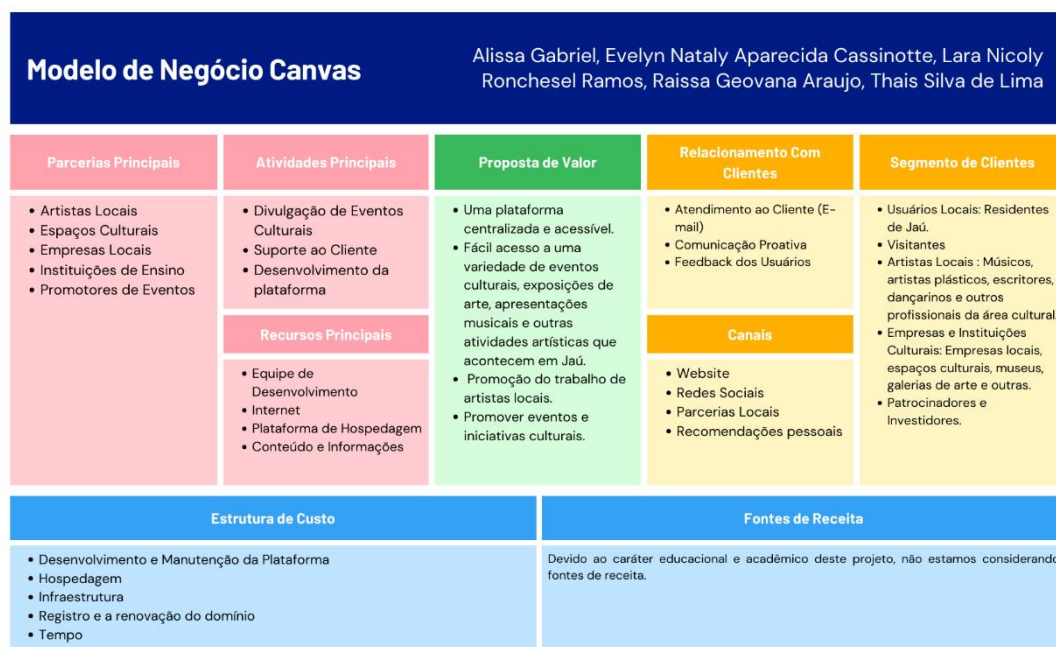 Modelo de Negócio Canvas
Alissa Gabriel, Evelyn Nataly Aparecida Cassinotte, Lara Nicoly
Ronchesel Ramos, Raissa Geovana Araujo, Thais Silva de Lima
Parcerias Principais
• Artistas Locais
• Espaços Culturais
• Empresas Locais
• Instituições de Ensino
• Promotores de Eventos
Atividades Principais
• Divulgação de Eventos
Culturais
• Suporte ao Cliente
• Desenvolvimento da
plataforma
Recursos Principais
• Equipe de
Desenvolvimento
• Internet
• Plataforma de Hospedagem
• Conteúdo e Informações
Proposta de Valor
• Uma plataforma
centralizada e acessível.
• Fácil acesso a uma
variedade de eventos
culturais, exposições de
arte, apresentações
musicais e outras
atividades artísticas que
acontecem em Jaú.
• Promoção do trabalho de
artistas locais.
• Promover eventos e
iniciativas culturais.
Relacionamento Com
Clientes
• Atendimento ao Cliente (E-
mail)
• Comunicação Proativa
• Feedback dos Usuários
Canais
• Website
• Redes Sociais
• Parcerias Locais
• Recomendações pessoais
Segmento de Clientes
• Usuários Locais: Residentes
de Jaú.
• Visitantes
• Artistas Locais : Músicos,
artistas plásticos, escritores,
dançarinos e outros
profissionais da área cultural.
• Empresas e Instituições
Culturais: Empresas locais,
espaços culturais, museus,
galerias de arte e outras.
• Patrocinadores e
Investidores.
Estrutura de Custo
• Desenvolvimento e Manutenção da Plataforma
• Hospedagem
• Infraestrutura
• Registro e a renovação do domínio
• Tempo
Fontes de Receita
Devido ao caráter educacional e acadêmico deste projeto, não estamos considerando
fontes de receita.